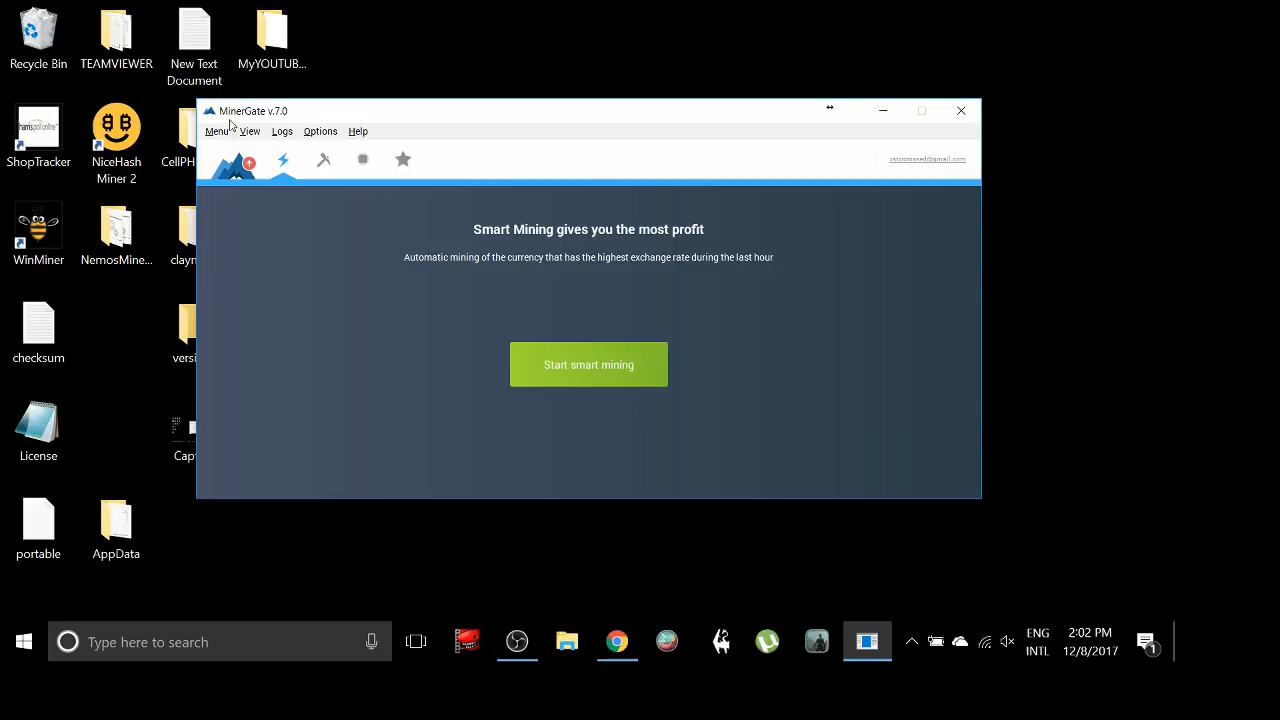 Recycle Bin
TEAMVIEWER
New Text
Document
MyYOUTUB...
MinerGate v.7.0
Menu
View
Logs
Options
Help
ShopTracker
NiceHash
Miner 2
CellPH
Smart Mining gives you the most profit
Automatic mining of the currency that has the highest exchange rate during the last hour
WinMiner
NemosMine...
clayn
Start smart mining
checksum
versi
License
Capt
portable
AppData
Type here to search
ENG
INTL
2:02 PM
12/8/2017
1